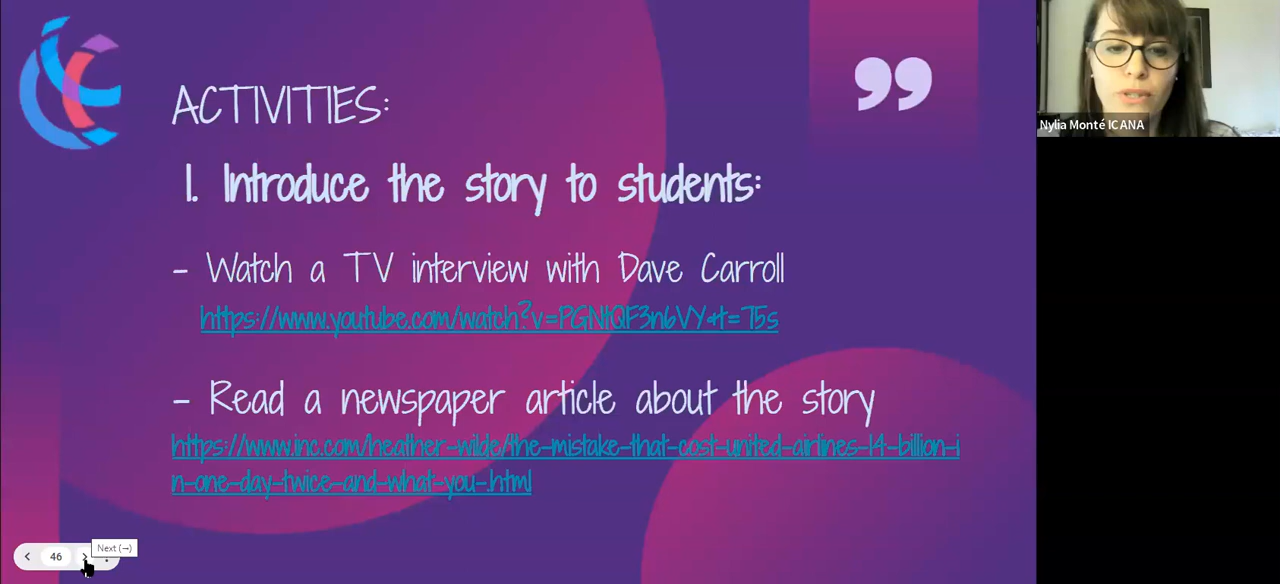 ACTIVITIES:
1. Introduce the story to students:
- Watch a TV interview with Dave Carroll
https://www.youtube.com/watch?v=PGNtQF3n6VY&t=75s
- Read a newspaper article about the story
https://www.inc.com/heather-wilde/the-mistake-that-cost-united-airlines-14-billion-i
n-one-day-twice-and-what-you-.html
Nylia Monté ICANA
46
Next (→)